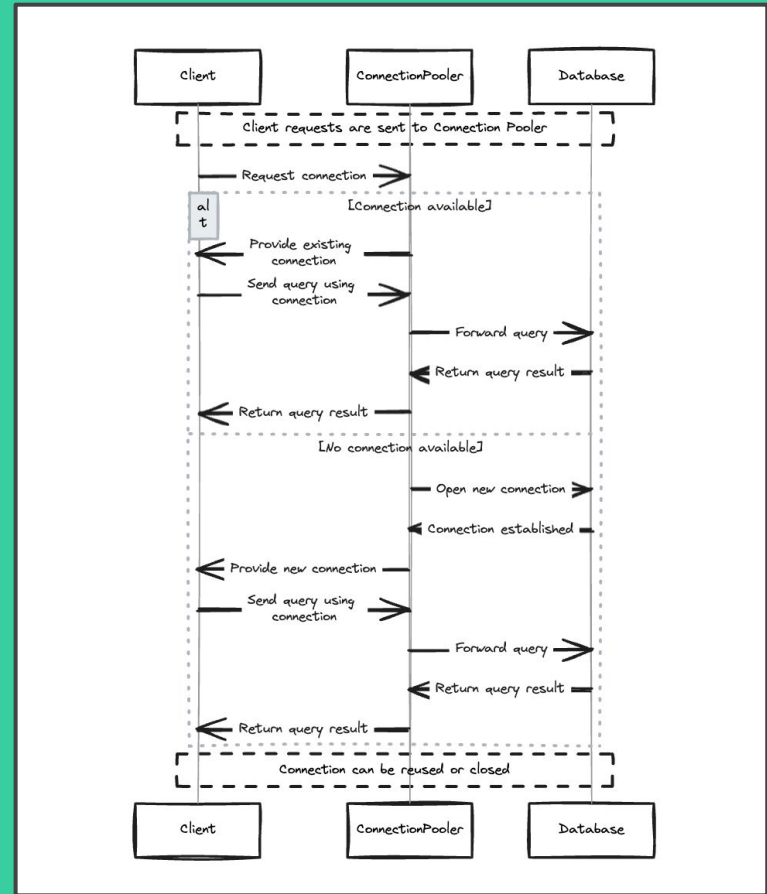 Client
ConnectionPooler
Database
Client requests are sent to Connection Pooler
Request connection
al
t
[Connection available]
Provide existing
connection
Send query using
connection
Forward query
Return query result
Return query result
[No connection available]
Open new connection
Connection established
Provide new connection
Send query using
connection
Forward query
Return query result
Return query result
Connection can be reused or closed
Client
ConnectionPooler
Database